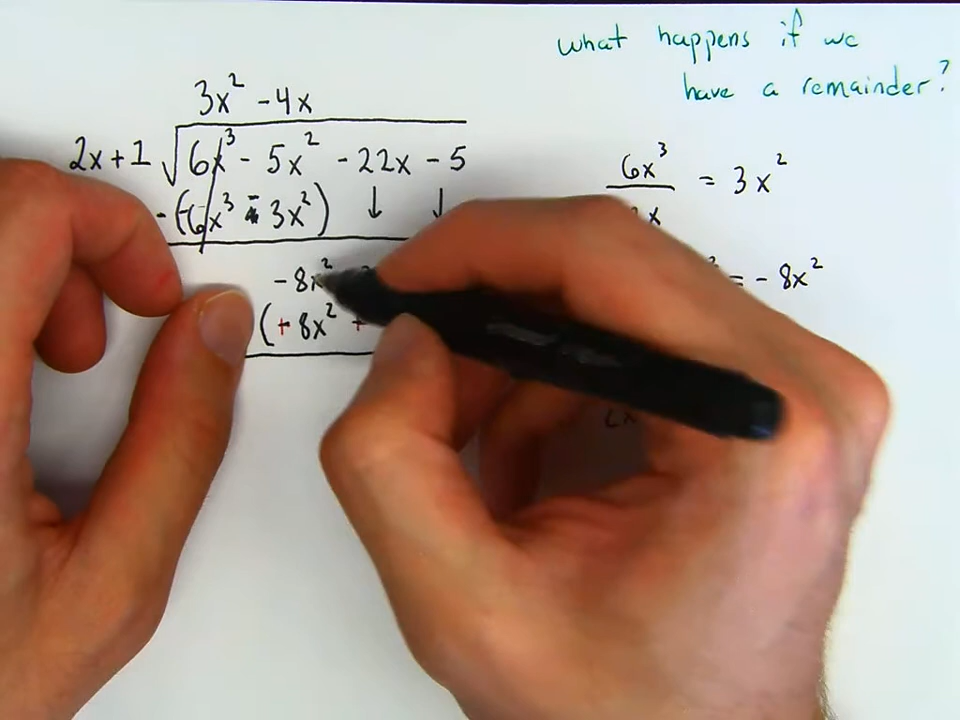 what happens if we
have a remainder?
3x² - 4x
2x + 1 √ 6x³ - 5x² - 22x - 5
- (6x³ - 3x²) ↓ ↓
6x³ = 3x²
x
-8x²
= -8x²
(+ 8x² +